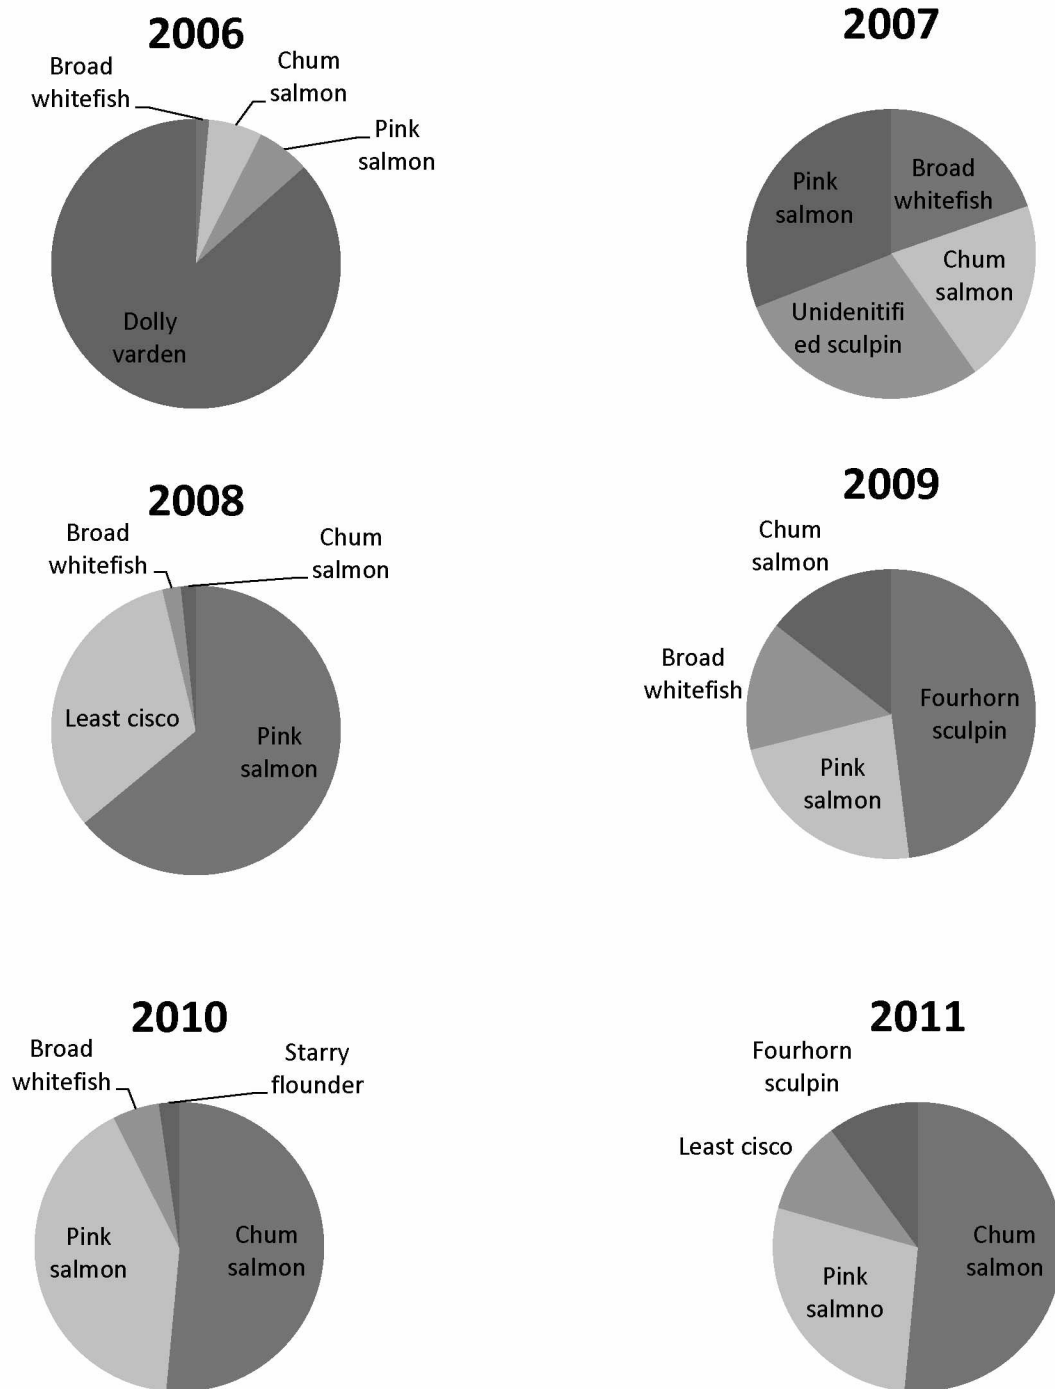 2006
Broad
whitefish
Chum
salmon
Pink
salmon
Dolly
varden
2007
Pink
salmon
Broad
whitefish
Chum
salmon
Unidenitifi
ed sculpin
2008
Broad
whitefish
Chum
salmon
Least cisco
Pink
salmon
2009
Chum
salmon
Broad
whitefish
Fourhorn
sculpin
Pink
salmon
2010
Broad
whitefish
Starry
flounder
Pink
salmon
Chum
salmon
2011
Fourhorn
sculpin
Least cisco
Chum
salmon
Pink
salmno